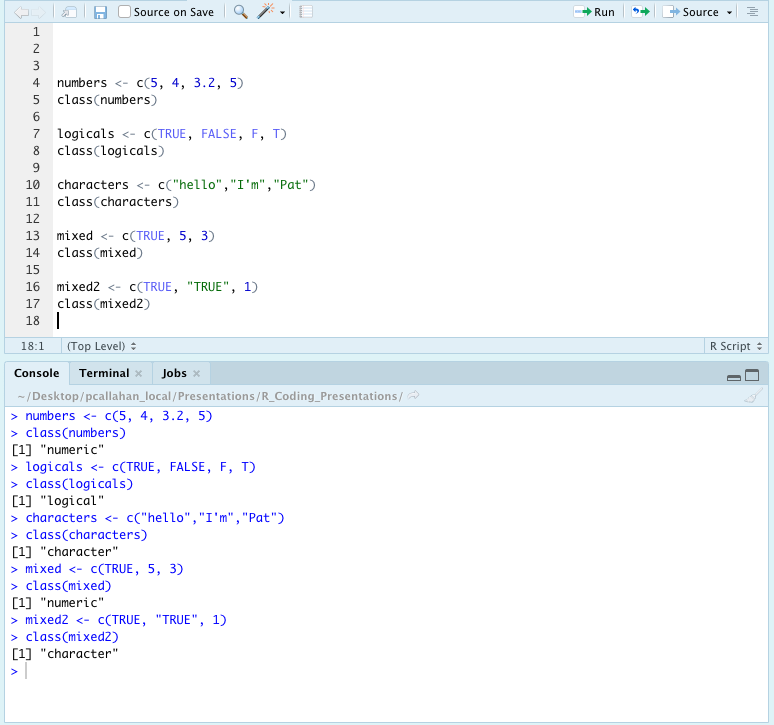 Source on Save Run Source
1
2
3
4 numbers <- c(5, 4, 3.2, 5)
5 class(numbers)
6
7 logicals <- c(TRUE, FALSE, F, T)
8 class(logicals)
9
10 characters <- c("hello","I'm","Pat")
11 class(characters)
12
13 mixed <- c(TRUE, 5, 3)
14 class(mixed)
15
16 mixed2 <- c(TRUE, "TRUE", 1)
17 class(mixed2)
18
18:1 (Top Level) R Script
Console Terminal Jobs
~/Desktop/pcallahan_local/Presentations/R_Coding_Presentations/
> numbers <- c(5, 4, 3.2, 5)
> class(numbers)
[1] "numeric"
> logicals <- c(TRUE, FALSE, F, T)
> class(logicals)
[1] "logical"
> characters <- c("hello","I'm","Pat")
> class(characters)
[1] "character"
> mixed <- c(TRUE, 5, 3)
> class(mixed)
[1] "numeric"
> mixed2 <- c(TRUE, "TRUE", 1)
> class(mixed2)
[1] "character"
>